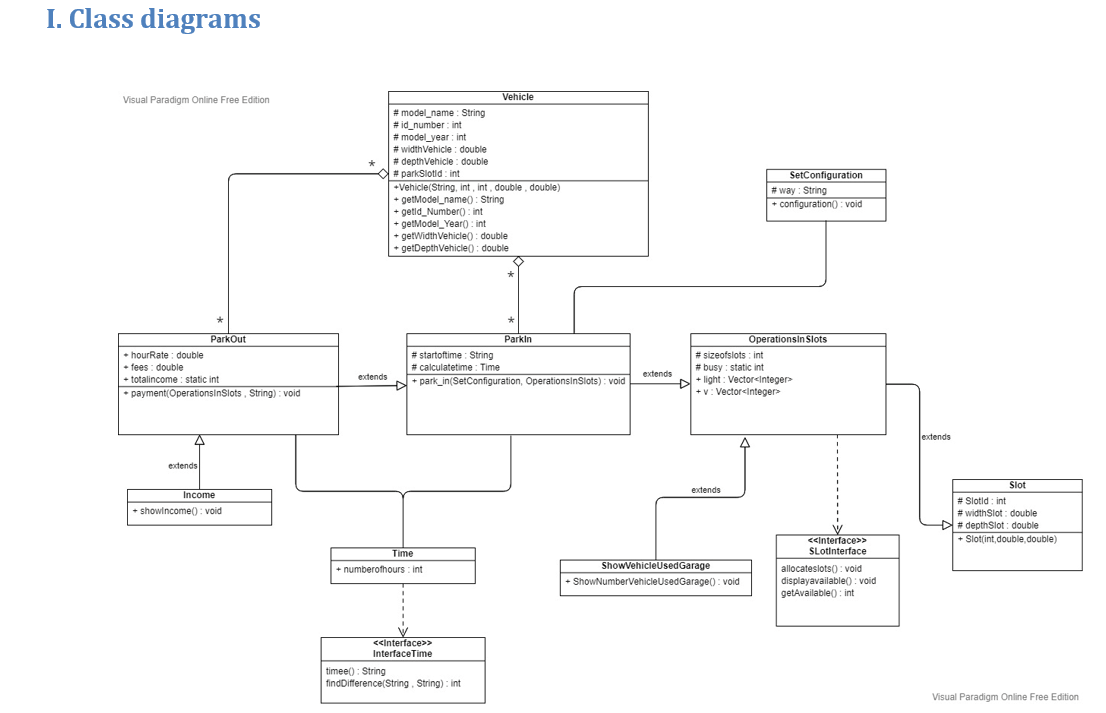 I. Class diagrams
Visual Paradigm Online Free Edition
Vehicle
# model_name : String
# id_number : int
# model_year : int
# widthVehicle : double
# depthVehicle : double
# parkSlotId : int
+Vehicle(String, int , int , double , double)
+ getModel_name() : String
+ getId_Number() : int
+ getModel_Year() : int
+ getWidthVehicle() : double
+ getDepthVehicle() : double
*
*
*
*
SetConfiguration
# way : String
+ configuration() : void
ParkOut
+ hourRate : double
+ fees : double
+ totalincome : static int
+ payment(OperationsInSlots , String) : void
extends
ParkIn
# startoftime : String
# calculatetime : Time
+ park_in(SetConfiguration, OperationsInSlots) : void
extends
OperationsInSlots
# sizeofslots : int
# busy : static int
+ light : Vector<Integer>
+ v : Vector<Integer>
extends
extends
Income
+ showIncome() : void
extends
Slot
# SlotId : int
# widthSlot : double
# depthSlot : double
+ Slot(int,double,double)
Time
+ numberofhours : int
ShowVehicleUsedGarage
+ ShowNumberVehicleUsedGarage() : void
<<Interface>>
SLotInterface
allocateslots() : void
displayavailable() : void
getAvailable() : int
<<Interface>>
InterfaceTime
timee() : String
findDifference(String , String) : int
Visual Paradigm Online Free Edition